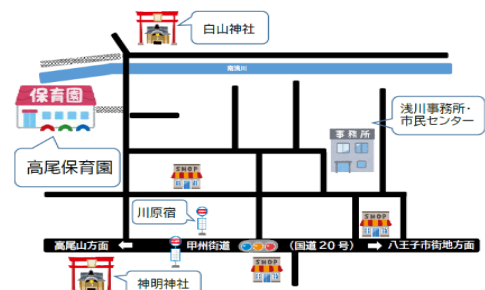 白山神社
南浅川
保育園
浅川事務所・
市民センター
事務所
高尾保育園
SHOP
川原宿
SHOP
高尾山方面
甲州街道
(国道20号)
八王子市街地方面
SHOP
神明神社